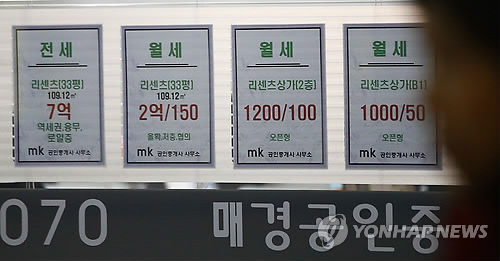 전세
리센츠(33평)
109.12㎡
7억
역세권,융무.
로얄층
mk 공인중개사 사무소
월세
리센츠(33평)
109.12㎡
2억/150
올확,저층,협의
mk 공인중개사 사무소
월세
리센츠상가(2층)
1200/100
오픈형
mk 공인중개사 사무소
월세
리센츠상가(B1)
1000/50
오픈형
mk 공인중개사 사무소
070 매경공인중
YONHAPNEWS